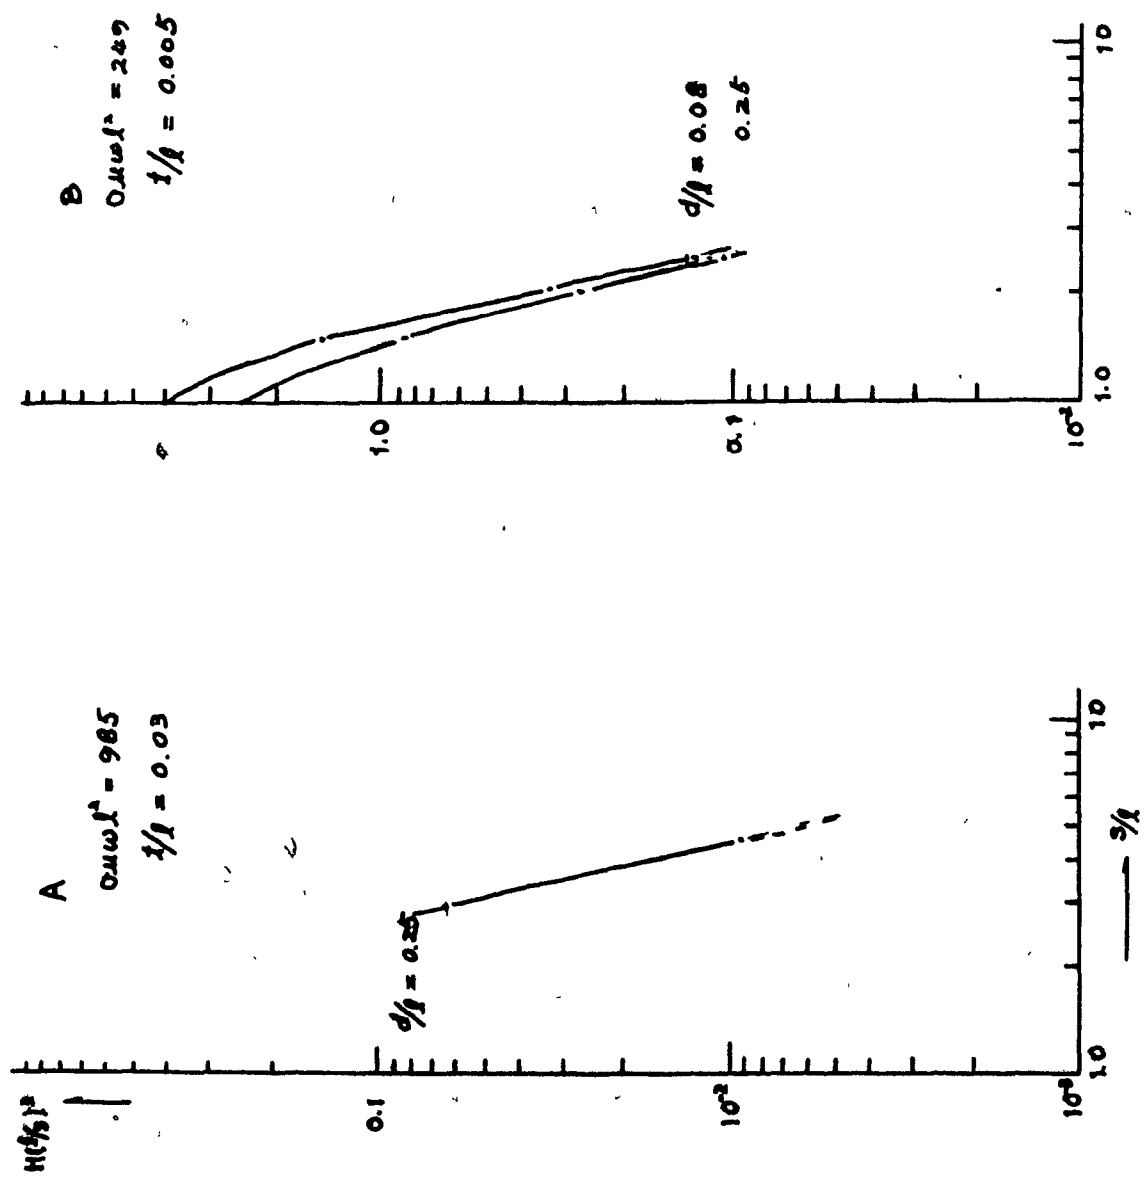 A
σμωl² = 985
t/l = 0.03
H(l/s)²
d/l = 0.25
0.1
10⁻²
10⁻³
1.0
10
s/l
B
σμωl² = 249
t/l = 0.005
d/l = 0.08
0.25
1.0
0.1
10⁻²
1.0
10